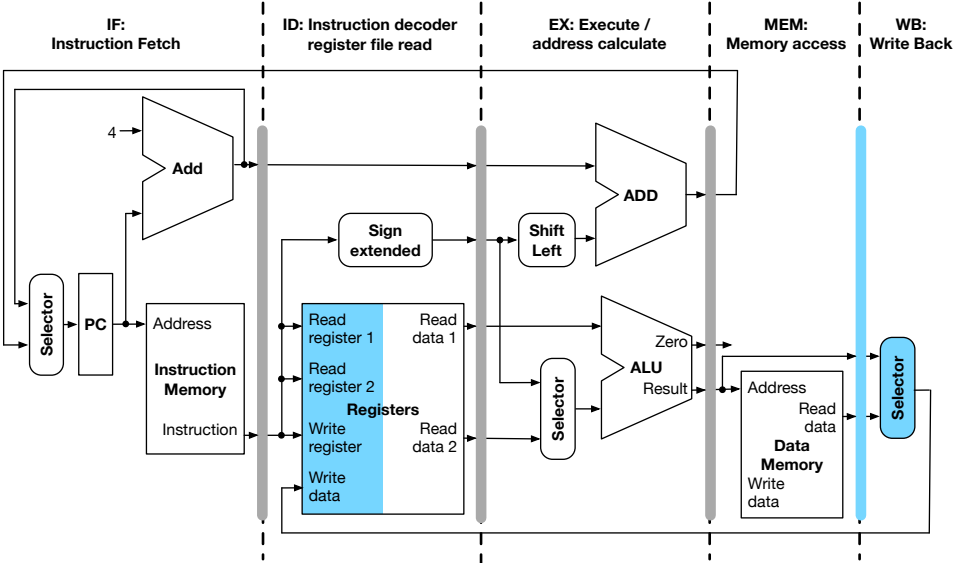 IF:
Instruction Fetch
ID: Instruction decoder
register file read
EX: Execute /
address calculate
MEM:
Memory access
WB:
Write Back
4
Add
ADD
Sign
extended
Shift
Left
Selector
PC
Address
Instruction
Memory
Instruction
Read
register 1
Read
register 2
Registers
Write
register
Write
data
Read
data 1
Read
data 2
Selector
Zero
ALU
Result
Address
Read
data
Data
Memory
Write
data
Selector